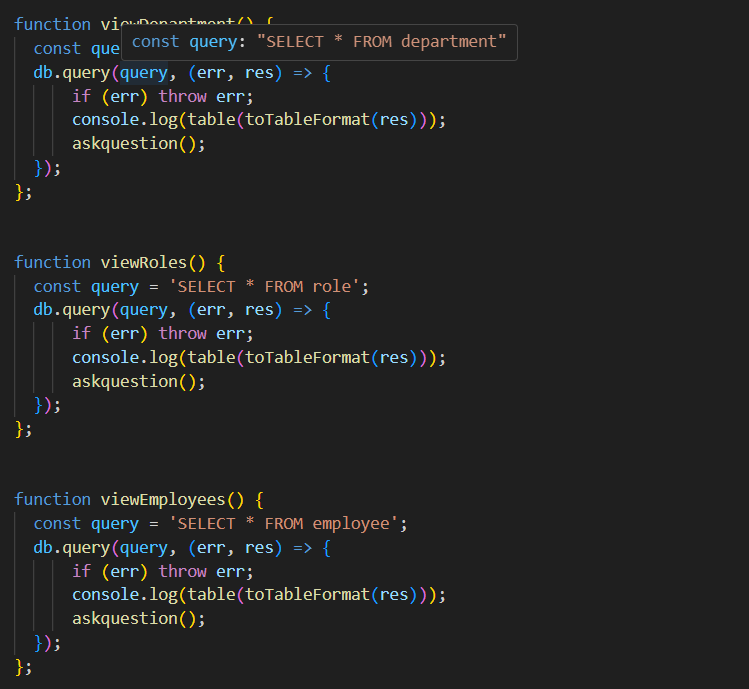 function viewDepartment() {
const que
const query: "SELECT * FROM department"
db.query(query, (err, res) => {
if (err) throw err;
console.log(table(toTableFormat(res)));
askquestion();
});
};
function viewRoles() {
const query = 'SELECT * FROM role';
db.query(query, (err, res) => {
if (err) throw err;
console.log(table(toTableFormat(res)));
askquestion();
});
};
function viewEmployees() {
const query = 'SELECT * FROM employee';
db.query(query, (err, res) => {
if (err) throw err;
console.log(table(toTableFormat(res)));
askquestion();
});
};